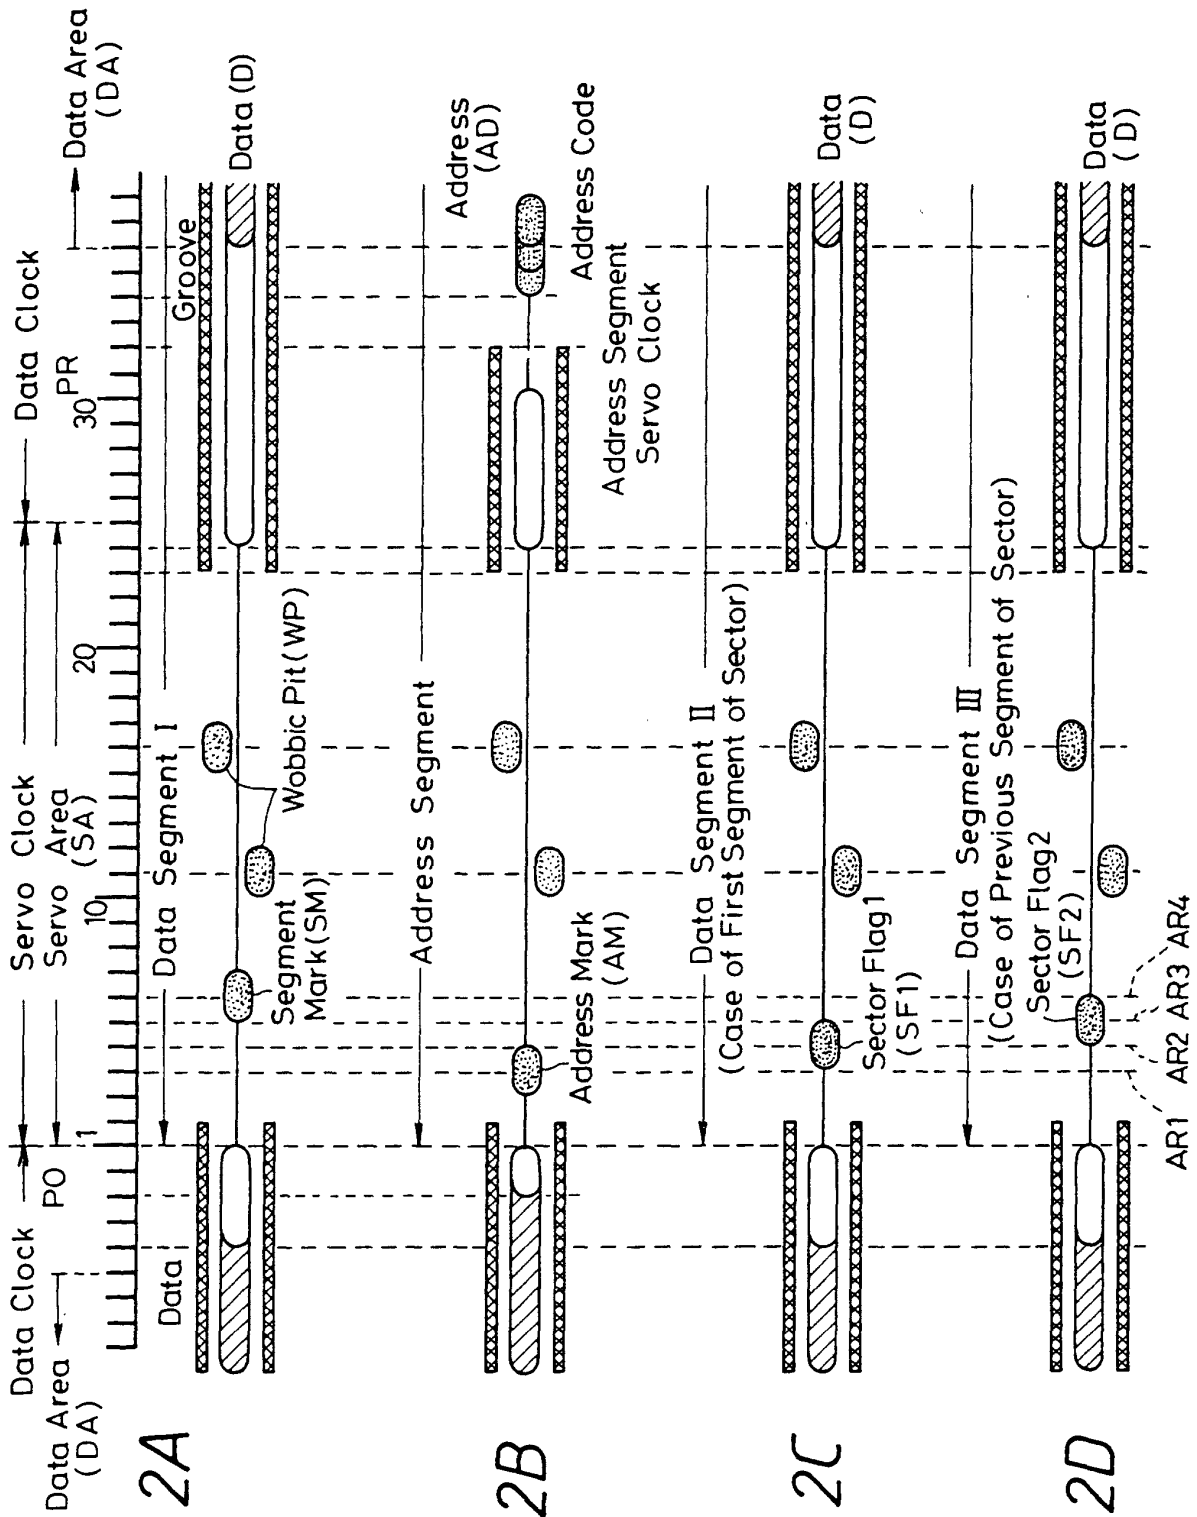 Data Clock
Servo Clock
Data Clock
Data Area
(DA)
Servo
Area
(SA)
Data Area
(DA)
PO
1
10
20
30
PR
2A
Data Segment I
Data
Segment
Mark(SM)
Wobbic Pit(WP)
Groove
Data (D)
2B
Address Segment
Address Mark
(AM)
Address Segment
Servo Clock
Address
(AD)
Address Code
2C
Data Segment II
(Case of First Segment of Sector)
Sector Flag1
(SF1)
Data
(D)
2D
Data Segment III
(Case of Previous Segment of Sector)
Sector Flag2
(SF2)
Data
(D)
AR1
AR2
AR3
AR4